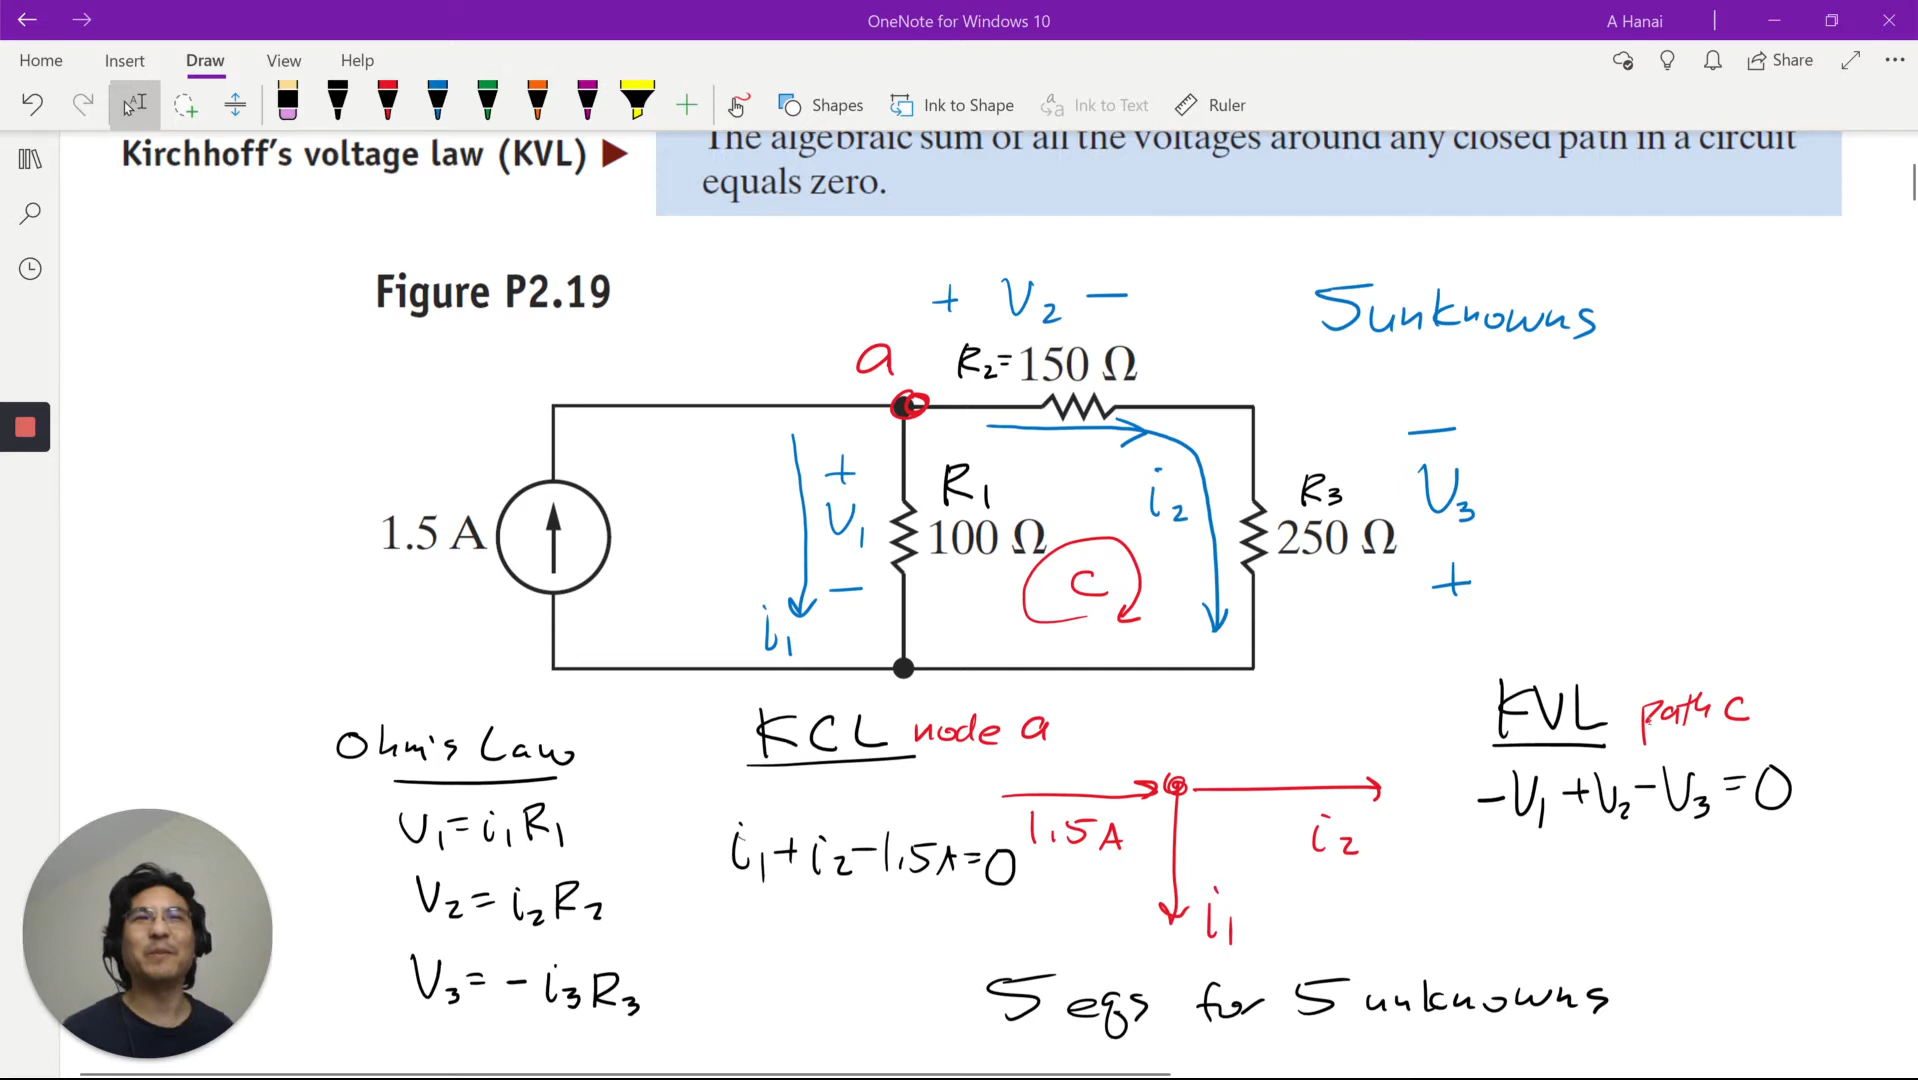 OneNote for Windows 10
A Hanai
Home Insert Draw View Help
Share
Shapes Ink to Shape Ink to Text Ruler
Kirchhoff's voltage law (KVL) ▶
The algebraic sum of all the voltages around any closed path in a circuit
equals zero.
Figure P2.19
+ V2 −
5 unknowns
a
R2= 150 Ω
1.5 A
+
V1
−
i1
R1
100 Ω
C
i2
R3
250 Ω
−
V3
+
Ohm's Law
V1 = i1R1
V2 = i2R2
V3 = - i3R3
KCL node a
i1 + i2 - 1.5A = 0
1.5A
i2
i1
KVL path c
-V1 + V2 - V3 = 0
5 eqs for 5 unknowns